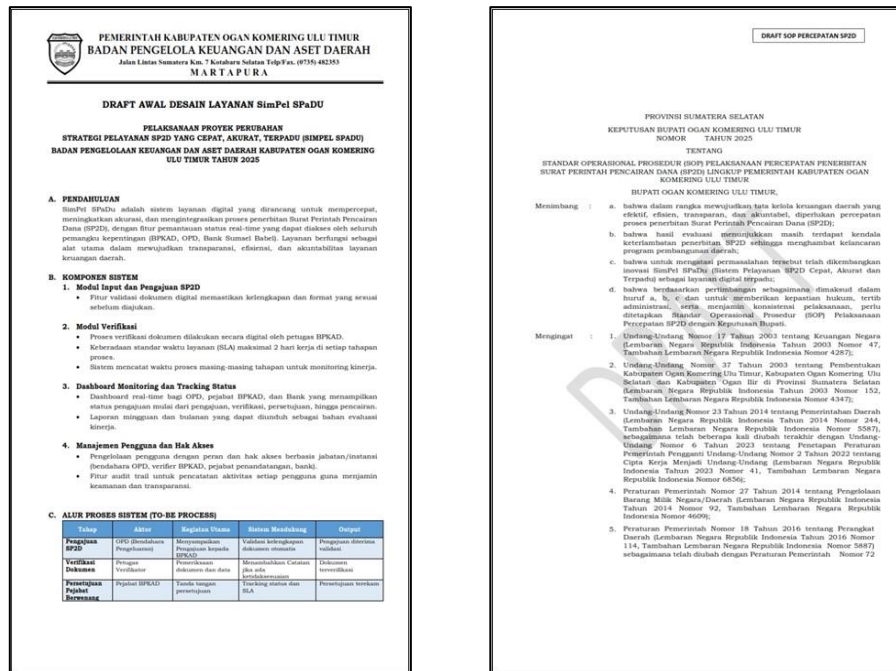 PEMERINTAH KABUPATEN OGAN KOMERING ULU TIMUR
BADAN PENGELOLA KEUANGAN DAN ASET DAERAH
Jalan Lintas Sumatera Km. 7 Kotabaru Selatan Telp/Fax. (0735) 482353
M A R T A P U R A
DRAFT AWAL DESAIN LAYANAN SimPel SPaDU
PELAKSANAAN PROYEK PERUBAHAN
STRATEGI PELAYANAN SP2D YANG CEPAT, AKURAT, TERPADU (SIMPEL SPADU)
BADAN PENGELOLAAN KEUANGAN DAN ASET DAERAH KABUPATEN OGAN KOMERING
ULU TIMUR TAHUN 2025
A. PENDAHULUAN
SimPel SPaDU adalah sistem layanan digital yang dirancang untuk mempercepat,
meningkatkan akurasi, dan mengintegrasikan proses penerbitan Surat Perintah Pencairan
Dana (SP2D), dengan fitur pemantauan status real-time yang dapat diakses oleh seluruh
pemangku kepentingan (BPKAD, OPD, Bank Sumsel Babel). Layanan berfungsi sebagai
alat utama dalam mewujudkan transparansi, efisiensi, dan akuntabilitas layanan
keuangan daerah.
B. KOMPONEN SISTEM
1. Modul Input dan Pengajuan SP2D
• Fitur validasi dokumen digital memastikan kelengkapan dan format yang sesuai
sebelum diajukan.
2. Modul Verifikasi
• Proses verifikasi dokumen dilakukan secara digital oleh petugas BPKAD.
• Keberadaan standar waktu layanan (SLA) maksimal 2 hari kerja di setiap tahapan
proses.
• Sistem mencatat waktu proses masing-masing tahapan untuk monitoring kinerja.
3. Dashboard Monitoring dan Tracking Status
• Dashboard real-time bagi OPD, pejabat BPKAD, dan Bank yang menampilkan
status pengajuan mulai dari pengajuan, verifikasi, persetujuan, hingga pencairan.
• Laporan mingguan dan bulanan yang dapat diunduh sebagai bahan evaluasi
kinerja.
4. Manajemen Pengguna dan Hak Akses
• Pengelolaan pengguna dengan peran dan hak akses berbasis jabatan/instansi
(bendahara OPD, verifier BPKAD, pejabat penandatangan, bank).
• Fitur audit trail untuk pencatatan aktivitas setiap pengguna guna menjamin
keamanan dan transparansi.
C. ALUR PROSES SISTEM (TO-BE PROCESS)
Tahap Aktor Kegiatan Utama Sistem Mendukung Output
Pengajuan SP2D OPD (Bendahara Pengeluaran) Menyampaikan Pengajuan kepada BPKAD Validasi kelengkapan dokumen otomatis Pengajuan diterima validasi
Verifikasi Dokumen Petugas Verifikator Pemeriksaan dokumen dan data Menambahkan Catatan jika ada ketidaksesuaian Dokumen terverifikasi
Persetujuan Pejabat Berwenang Pejabat BPKAD Tanda tangan persetujuan Tracking status dan SLA Persetujuan terekam
DRAFT SOP PERCEPATAN SP2D
PROVINSI SUMATERA SELATAN
KEPUTUSAN BUPATI OGAN KOMERING ULU TIMUR
NOMOR TAHUN 2025
TENTANG
STANDAR OPERASIONAL PROSEDUR (SOP) PELAKSANAAN PERCEPATAN PENERBITAN
SURAT PERINTAH PENCAIRAN DANA (SP2D) LINGKUP PEMERINTAH KABUPATEN OGAN
KOMERING ULU TIMUR
BUPATI OGAN KOMERING ULU TIMUR,
Menimbang : a. bahwa dalam rangka mewujudkan tata kelola keuangan daerah yang
efektif, efisien, transparan, dan akuntabel, diperlukan percepatan
proses penerbitan Surat Perintah Pencairan Dana (SP2D);
b. bahwa hasil evaluasi menunjukkan masih terdapat kendala
keterlambatan penerbitan SP2D sehingga menghambat kelancaran
program pembangunan daerah;
c. bahwa untuk mengatasi permasalahan tersebut telah dikembangkan
inovasi SimPel SPaDu (Sistem Pelayanan SP2D Cepat, Akurat dan
Terpadu) sebagai layanan digital terpadu;
d. bahwa berdasarkan pertimbangan sebagaimana dimaksud dalam
huruf a, b, c dan untuk memberikan kepastian hukum, tertib
administrasi, serta menjamin konsistensi pelaksanaan, perlu
ditetapkan Standar Operasional Prosedur (SOP) Pelaksanaan
Percepatan SP2D dengan Keputusan Bupati.
Mengingat : 1. Undang-Undang Nomor 17 Tahun 2003 tentang Keuangan Negara
(Lembaran Negara Republik Indonesia Tahun 2003 Nomor 47,
Tambahan Lembaran Negara Republik Indonesia Nomor 4287);
2. Undang-Undang Nomor 37 Tahun 2003 tentang Pembentukan
Kabupaten Ogan Komering Ulu Timur, Kabupaten Ogan Komering Ulu
Selatan dan Kabupaten Ogan Ilir di Provinsi Sumatera Selatan
(Lembaran Negara Republik Indonesia Tahun 2003 Nomor 152,
Tambahan Lembaran Negara Republik Indonesia Nomor 4347);
3. Undang-Undang Nomor 23 Tahun 2014 tentang Pemerintahan Daerah
(Lembaran Negara Republik Indonesia Tahun 2014 Nomor 244,
Tambahan Lembaran Negara Republik Indonesia Nomor 5587),
sebagaimana telah beberapa kali diubah terakhir dengan Undang-
Undang Nomor 6 Tahun 2023 tentang Penetapan Peraturan
Pemerintah Pengganti Undang-Undang Nomor 2 Tahun 2022 tentang
Cipta Kerja Menjadi Undang-Undang (Lembaran Negara Republik
Indonesia Tahun 2023 Nomor 41, Tambahan Lembaran Negara
Republik Indonesia Nomor 6856);
4. Peraturan Pemerintah Nomor 27 Tahun 2014 tentang Pengelolaan
Barang Milik Negara/Daerah (Lembaran Negara Republik Indonesia
Tahun 2014 Nomor 92, Tambahan Lembaran Negara Republik
Indonesia Nomor 4609);
5. Peraturan Pemerintah Nomor 18 Tahun 2016 tentang Perangkat
Daerah (Lembaran Negara Republik Indonesia Tahun 2016 Nomor
114, Tambahan Lembaran Negara Republik Indonesia Nomor 5887)
sebagaimana telah diubah dengan Peraturan Pemerintah Nomor 72
DRAFT